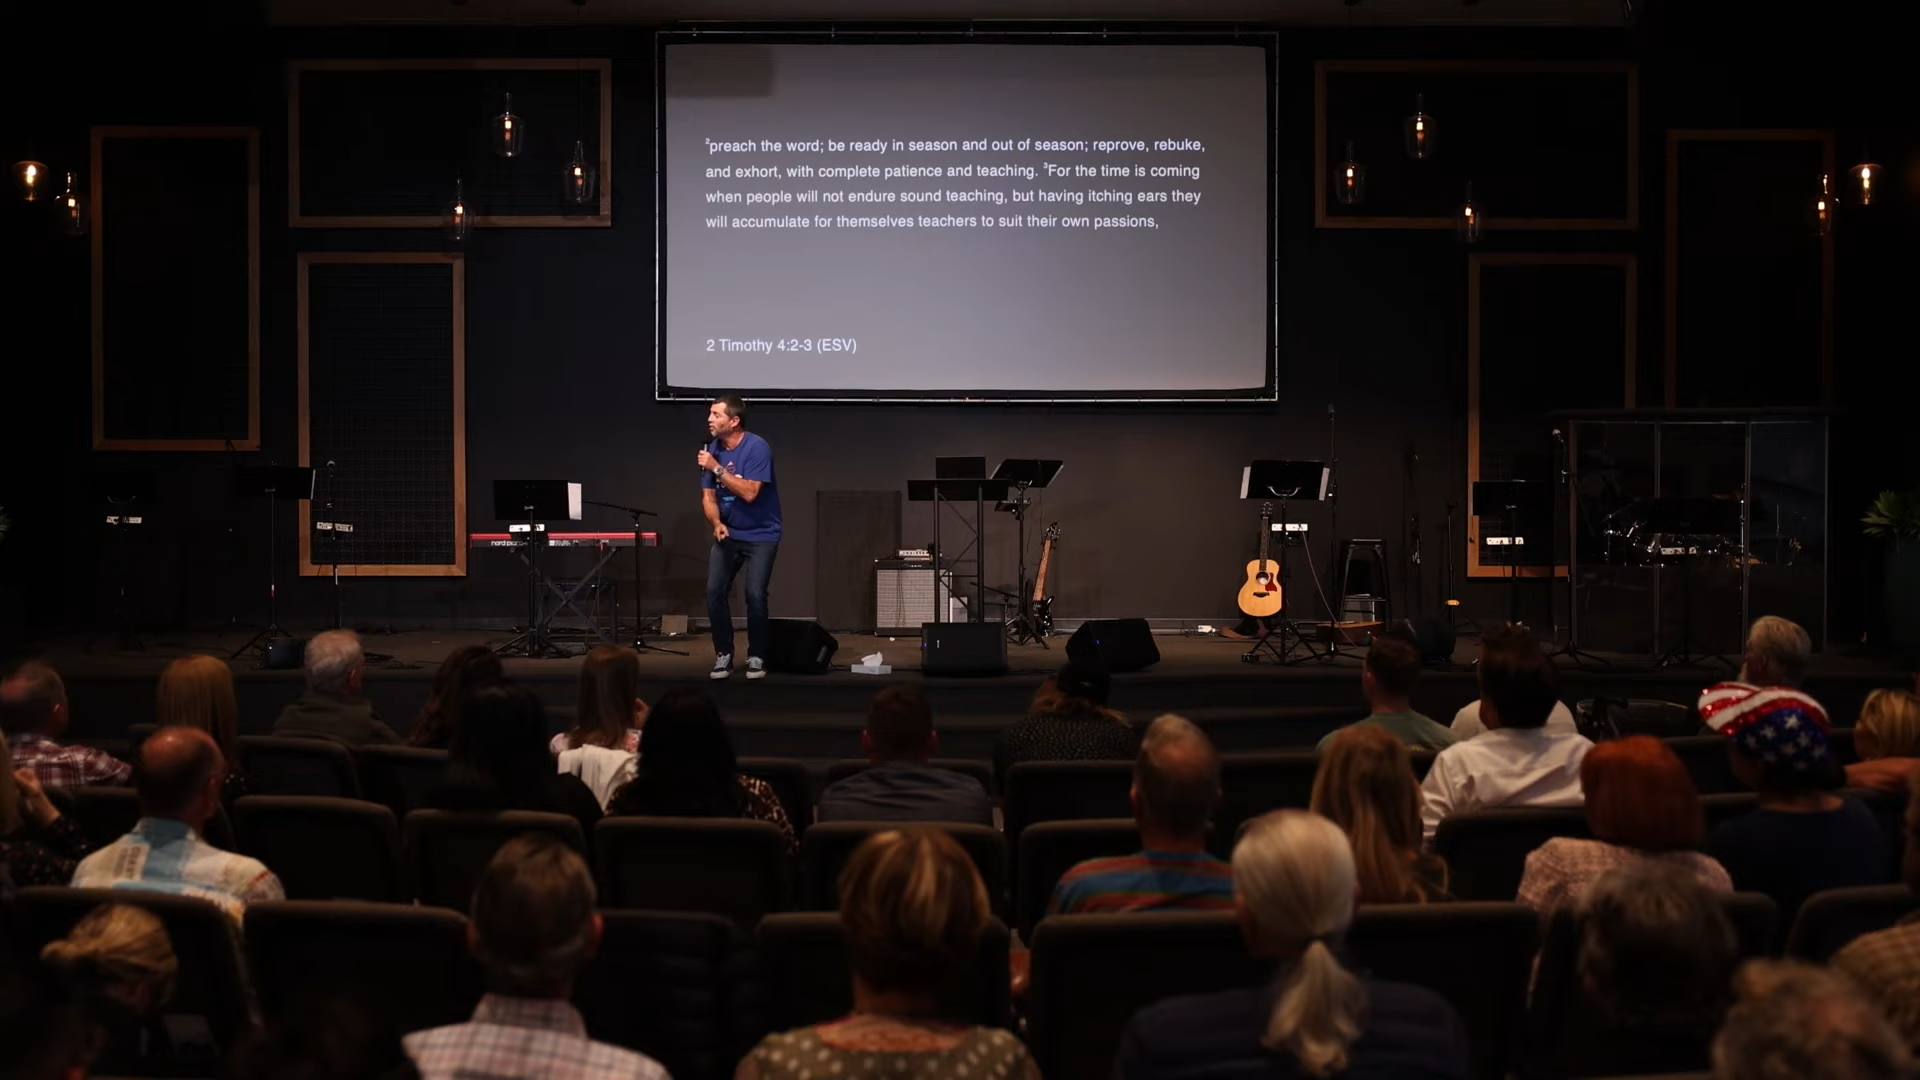 ²preach the word; be ready in season and out of season; reprove, rebuke,
and exhort, with complete patience and teaching. ³For the time is coming
when people will not endure sound teaching, but having itching ears they
will accumulate for themselves teachers to suit their own passions,
2 Timothy 4:2-3 (ESV)
nord piano